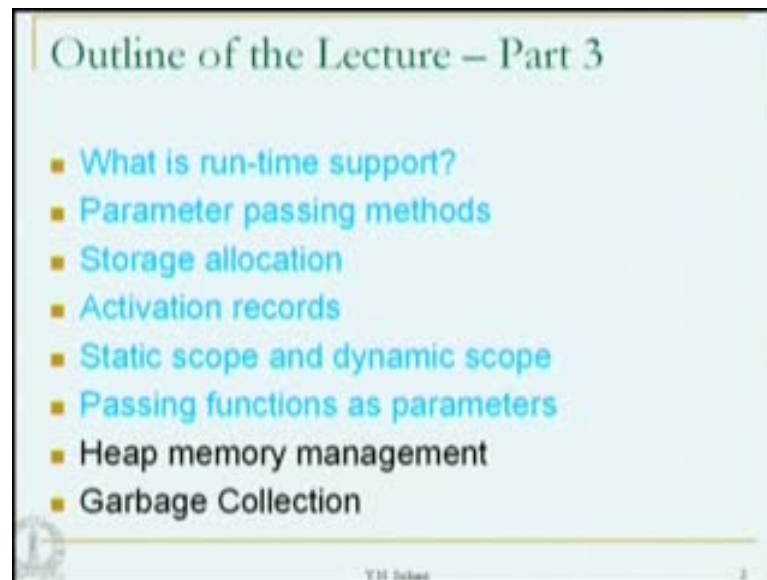 Outline of the Lecture – Part 3
What is run-time support?
Parameter passing methods
Storage allocation
Activation records
Static scope and dynamic scope
Passing functions as parameters
Heap memory management
Garbage Collection
2